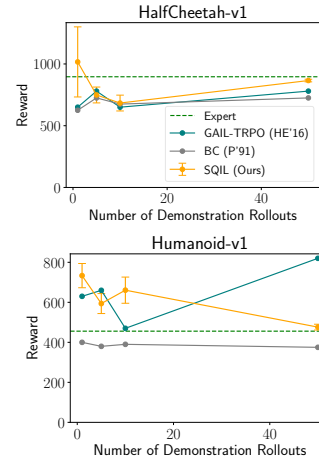 HalfCheetah-v1
1000
500
0
Reward
Expert
GAIL-TRPO (HE'16)
BC (P'91)
SQIL (Ours)
0
20
40
Number of Demonstration Rollouts
Humanoid-v1
800
600
400
200
0
Reward
0
20
40
Number of Demonstration Rollouts